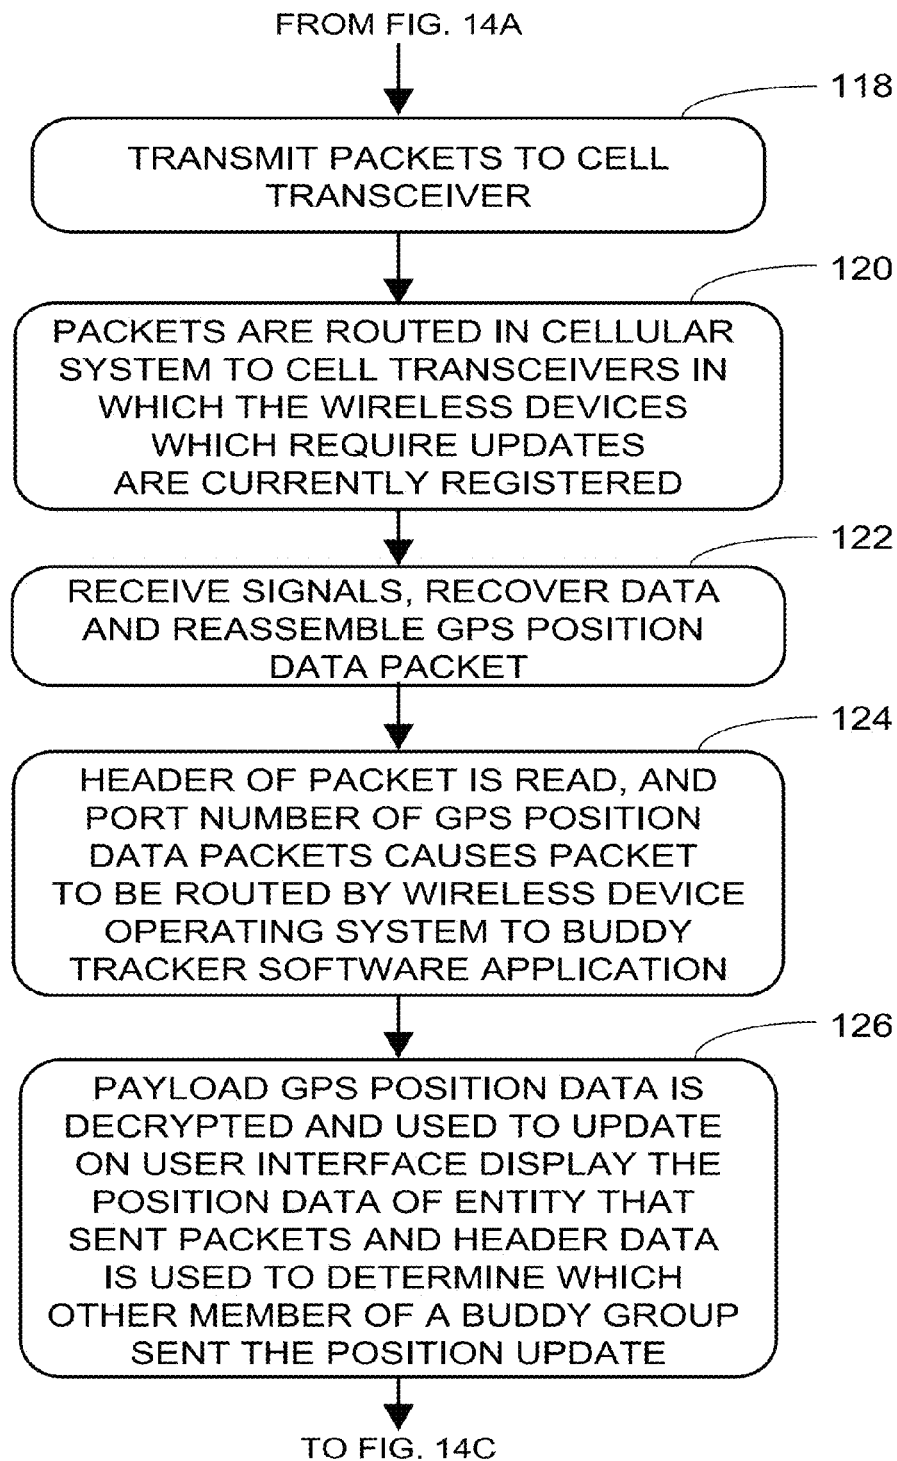 FROM FIG. 14A
118
TRANSMIT PACKETS TO CELL
TRANSCEIVER
120
PACKETS ARE ROUTED IN CELLULAR
SYSTEM TO CELL TRANSCEIVERS IN
WHICH THE WIRELESS DEVICES
WHICH REQUIRE UPDATES
ARE CURRENTLY REGISTERED
122
RECEIVE SIGNALS, RECOVER DATA
AND REASSEMBLE GPS POSITION
DATA PACKET
124
HEADER OF PACKET IS READ, AND
PORT NUMBER OF GPS POSITION
DATA PACKETS CAUSES PACKET
TO BE ROUTED BY WIRELESS DEVICE
OPERATING SYSTEM TO BUDDY
TRACKER SOFTWARE APPLICATION
126
PAYLOAD GPS POSITION DATA IS
DECRYPTED AND USED TO UPDATE
ON USER INTERFACE DISPLAY THE
POSITION DATA OF ENTITY THAT
SENT PACKETS AND HEADER DATA
IS USED TO DETERMINE WHICH
OTHER MEMBER OF A BUDDY GROUP
SENT THE POSITION UPDATE
TO FIG. 14C